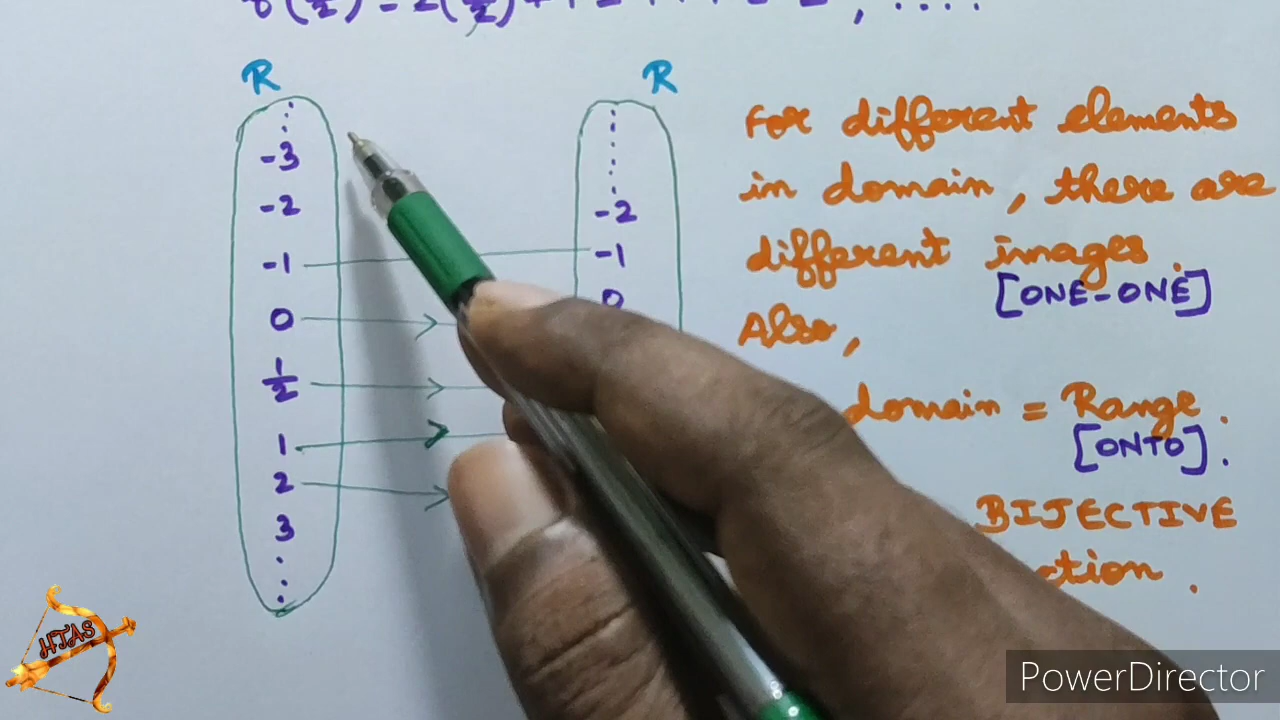 R
R
-3
-2
-1
0
1/2
1
2
3
-2
-1
0
For different elements
in domain, there are
different images.
[ONE-ONE]
Also,
domain = Range.
[ONTO].
BIJECTIVE
HTAS
PowerDirector